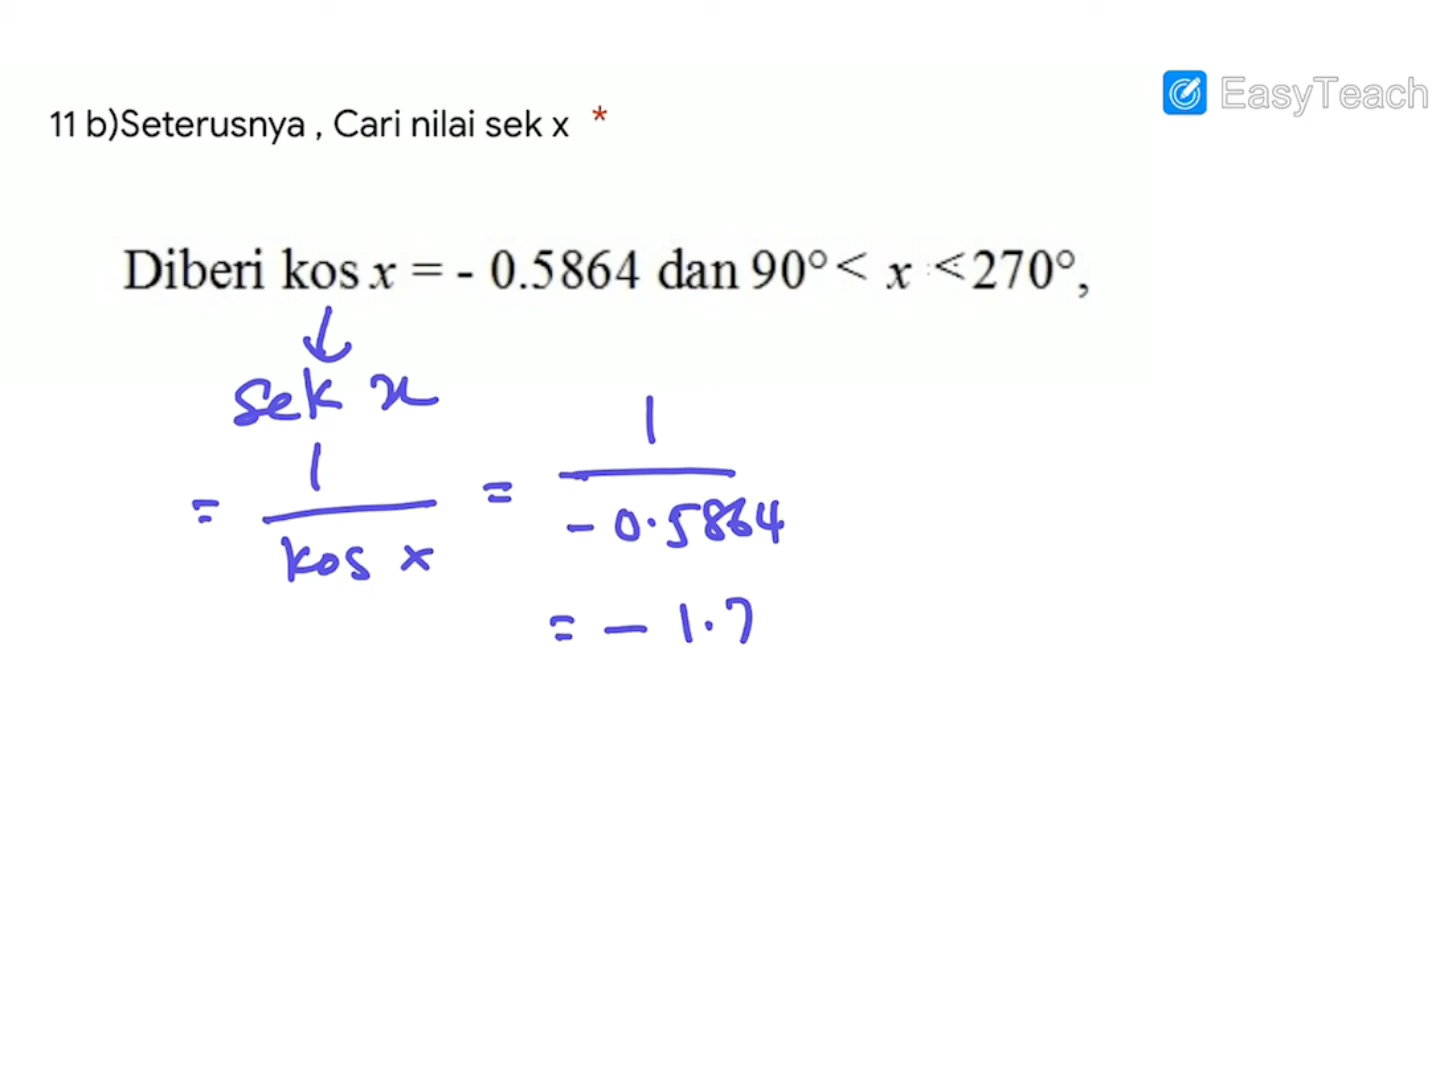 EasyTeach
11 b)Seterusnya , Cari nilai sek x *
Diberi kos x = - 0.5864 dan 90° < x < 270°,
↓
sek x
= 1/kos x = 1/-0.5864
= - 1.7